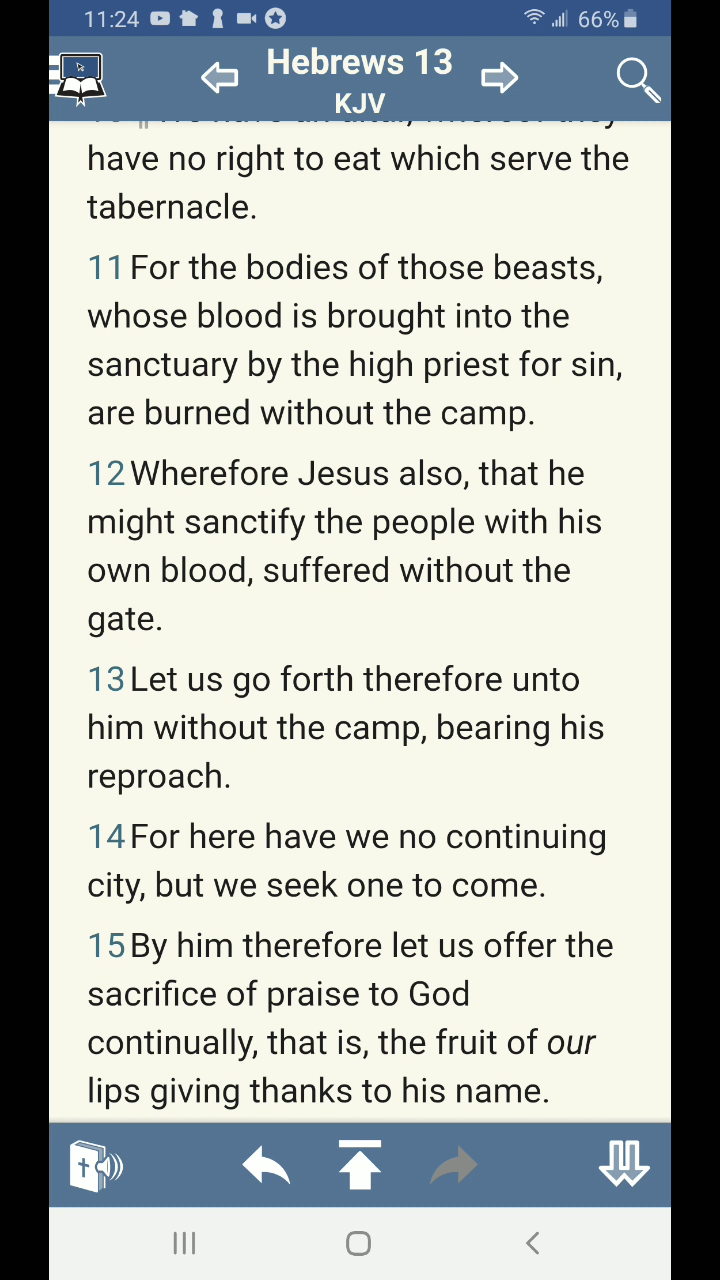 11:24
66%
Hebrews 13
KJV
have no right to eat which serve the
tabernacle.
11 For the bodies of those beasts,
whose blood is brought into the
sanctuary by the high priest for sin,
are burned without the camp.
12 Wherefore Jesus also, that he
might sanctify the people with his
own blood, suffered without the
gate.
13 Let us go forth therefore unto
him without the camp, bearing his
reproach.
14 For here have we no continuing
city, but we seek one to come.
15 By him therefore let us offer the
sacrifice of praise to God
continually, that is, the fruit of our
lips giving thanks to his name.